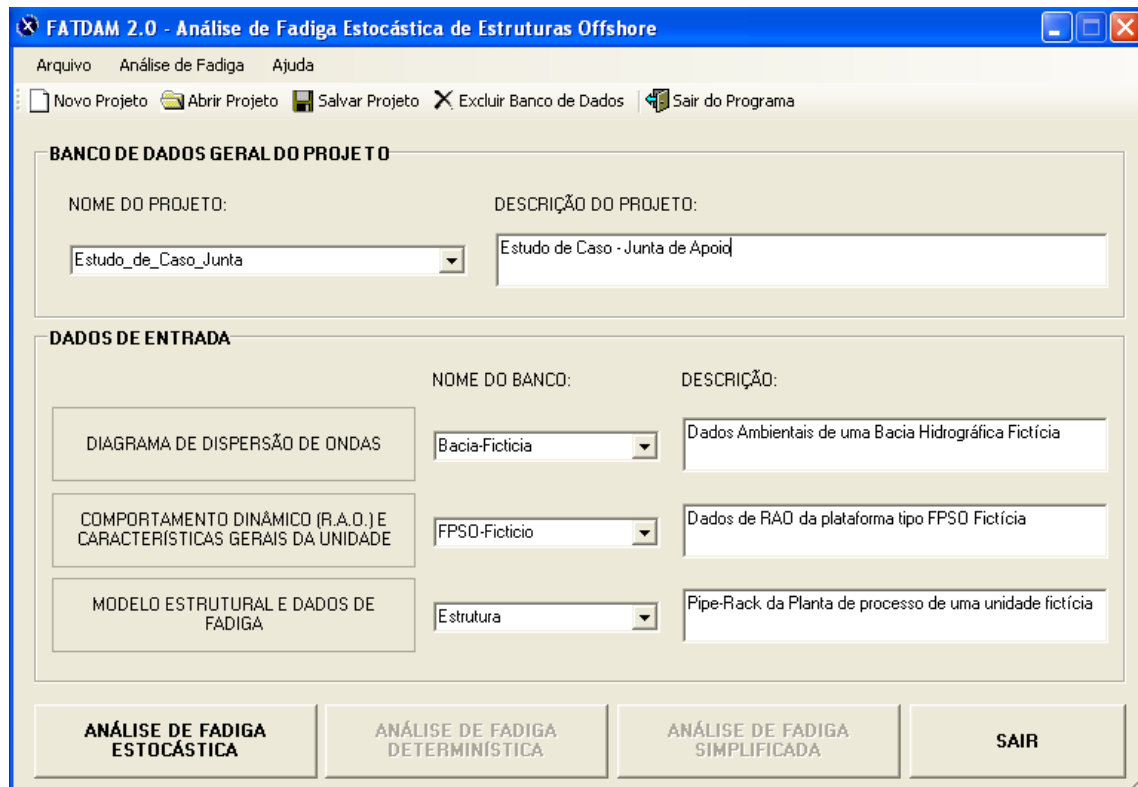 FATDAM 2.0 - Análise de Fadiga Estocástica de Estruturas Offshore
Arquivo Análise de Fadiga Ajuda
Novo Projeto Abrir Projeto Salvar Projeto Excluir Banco de Dados Sair do Programa
BANCO DE DADOS GERAL DO PROJETO
NOME DO PROJETO: DESCRIÇÃO DO PROJETO:
Estudo_de_Caso_Junta Estudo de Caso - Junta de Apoio
DADOS DE ENTRADA
NOME DO BANCO: DESCRIÇÃO:
DIAGRAMA DE DISPERSÃO DE ONDAS Bacia-Ficticia Dados Ambientais de uma Bacia Hidrográfica Fictícia
COMPORTAMENTO DINÂMICO (R.A.O.) E
CARACTERÍSTICAS GERAIS DA UNIDADE
FPSO-Ficticio Dados de RAO da plataforma tipo FPSO Fictícia
MODELO ESTRUTURAL E DADOS DE
FADIGA
Estrutura Pipe-Rack da Planta de processo de uma unidade fictícia
ANÁLISE DE FADIGA
ESTOCÁSTICA
ANÁLISE DE FADIGA
DETERMINÍSTICA
ANÁLISE DE FADIGA
SIMPLIFICADA
SAIR